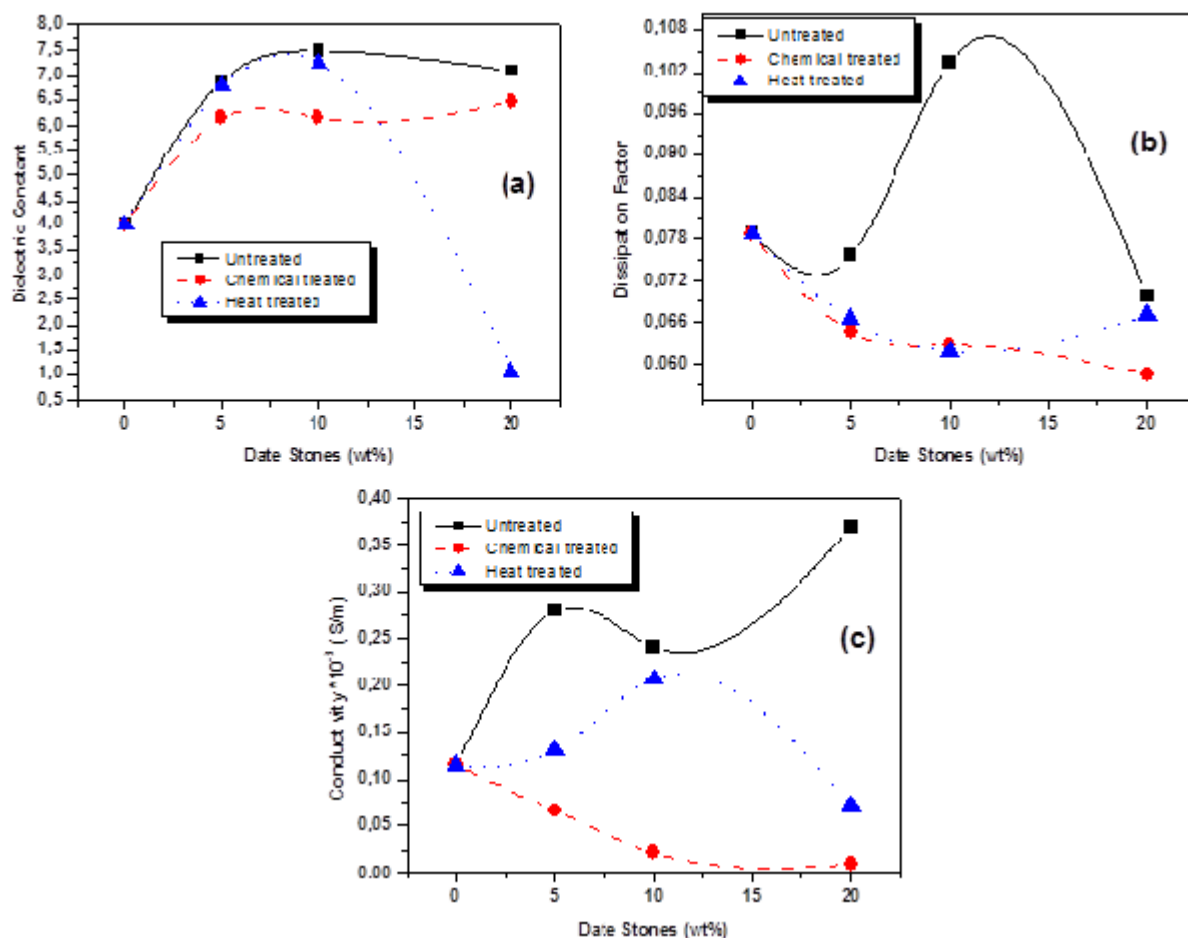 8,0
7,5
7,0
6,5
6,0
5,5
5,0
4,5
4,0
3,5
3,0
2,5
2,0
1,5
1,0
0,5
Dielectric Constant
(a)
Untreated
Chemical treated
Heat treated
0 5 10 20
Date Stones (wt%)
0,108
0,102
0,096
0,090
0,084
0,078
0,072
0,066
0.060
Dissipation Factor
(b)
Untreated
Chemical treated
Heat treated
0 5 10 15 20
Date Stones (wt%)
0,40
0,35
0,30
0,25
0,20
0,15
0,10
0,05
0.00
Conductivity*10⁻³ (S/m)
(c)
Untreated
Chemical treated
Heat treated
0 5 10 15 20
Date Stones (wt%)